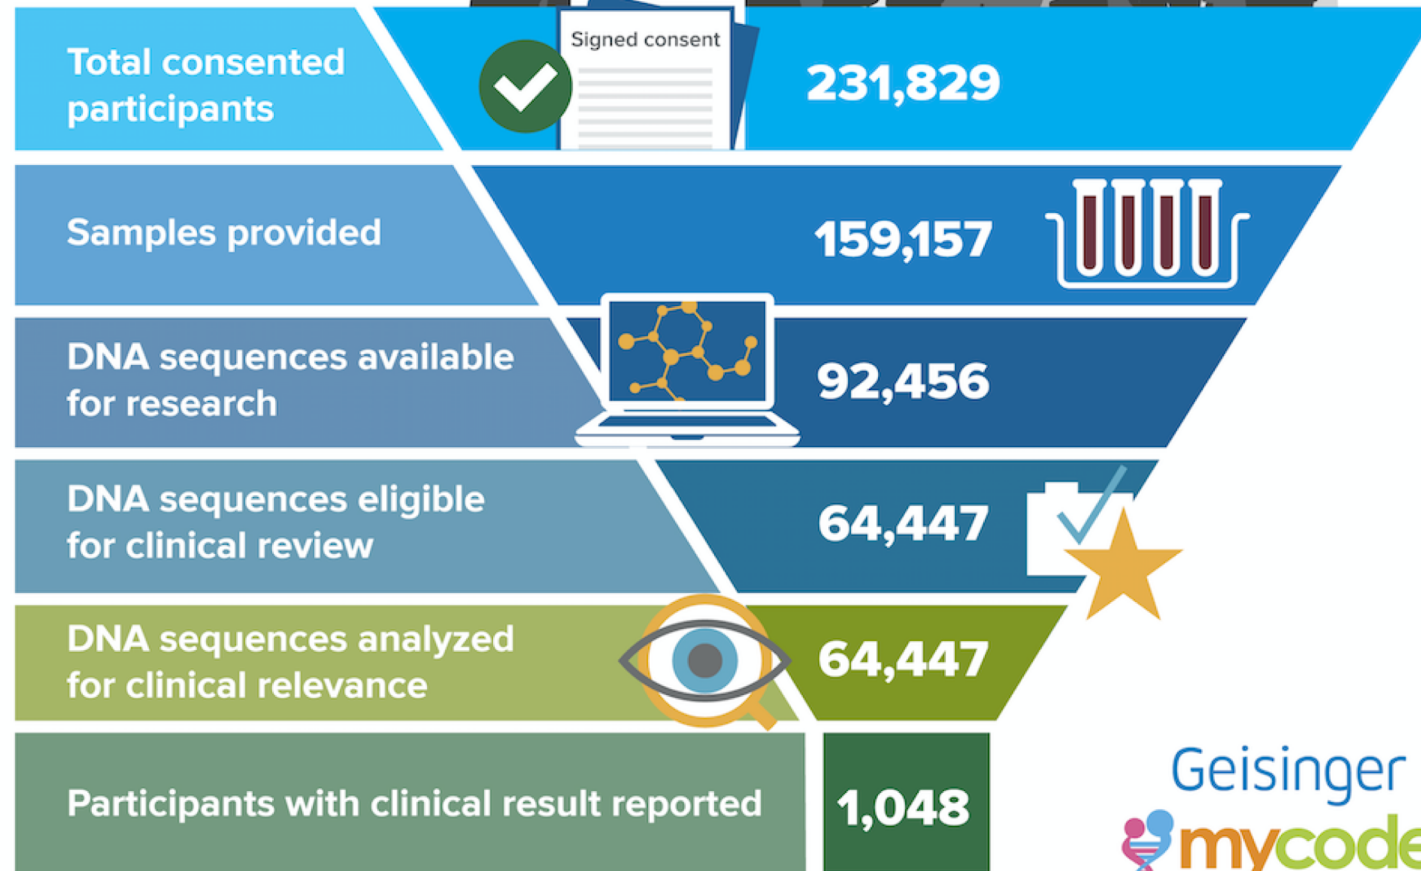 Total consented
participants
Signed consent
231,829
Samples provided
159,157
DNA sequences available
for research
92,456
DNA sequences eligible
for clinical review
64,447
DNA sequences analyzed
for clinical relevance
64,447
Participants with clinical result reported
1,048
Geisinger
mycode